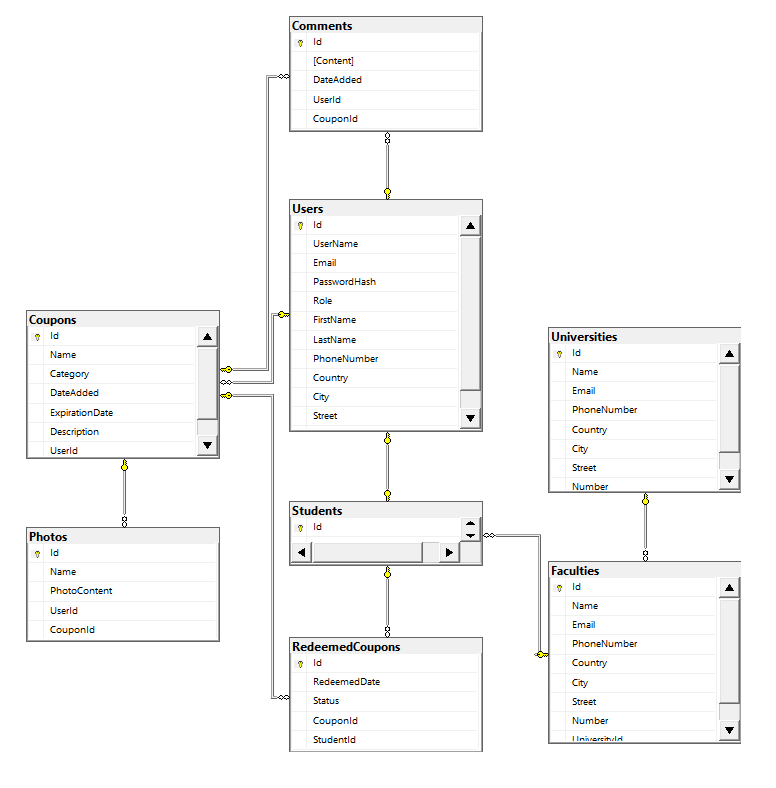 Comments
Id
[Content]
DateAdded
UserId
CouponId
Users
Id
UserName
Email
PasswordHash
Role
FirstName
LastName
PhoneNumber
Country
City
Street
Coupons
Id
Name
Category
DateAdded
ExpirationDate
Description
UserId
Universities
Id
Name
Email
PhoneNumber
Country
City
Street
Number
Students
Id
Photos
Id
Name
PhotoContent
UserId
CouponId
Faculties
Id
Name
Email
PhoneNumber
Country
City
Street
Number
UniversityId
RedeemedCoupons
Id
RedeemedDate
Status
CouponId
StudentId